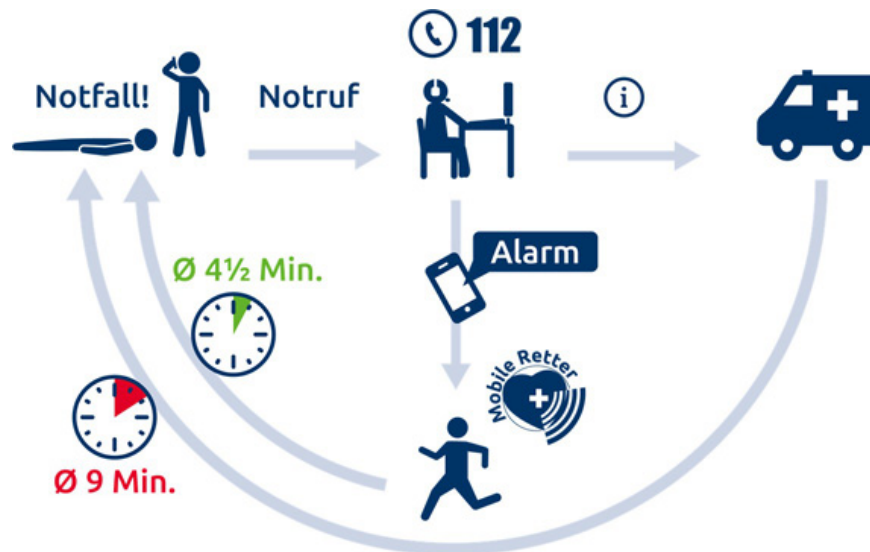 112
Notfall!
Notruf
i
Alarm
Ø 4½ Min.
Mobile Retter
Ø 9 Min.